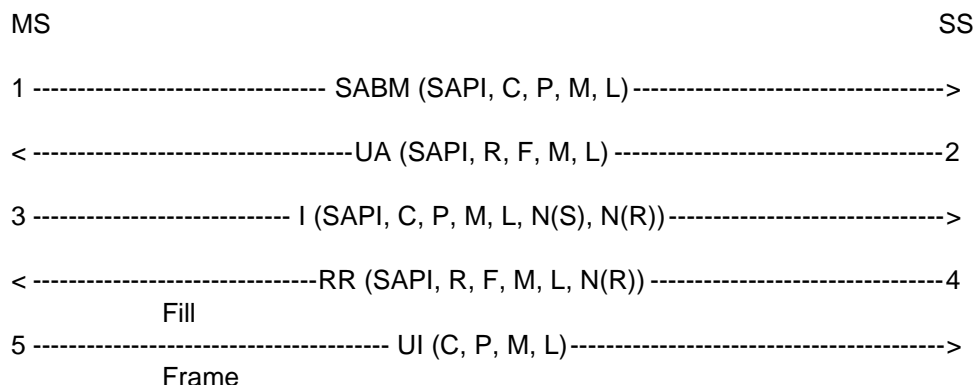 MS SS
1 --------------------------------- SABM (SAPI, C, P, M, L) ------------------------------------>
< -------------------------------------UA (SAPI, R, F, M, L) --------------------------------------2
3 ----------------------------- I (SAPI, C, P, M, L, N(S), N(R))-------------------------------->
< ---------------------------------RR (SAPI, R, F, M, L, N(R)) ----------------------------------4
Fill
5 ----------------------------------------- UI (C, P, M, L)------------------------------------------->
Frame